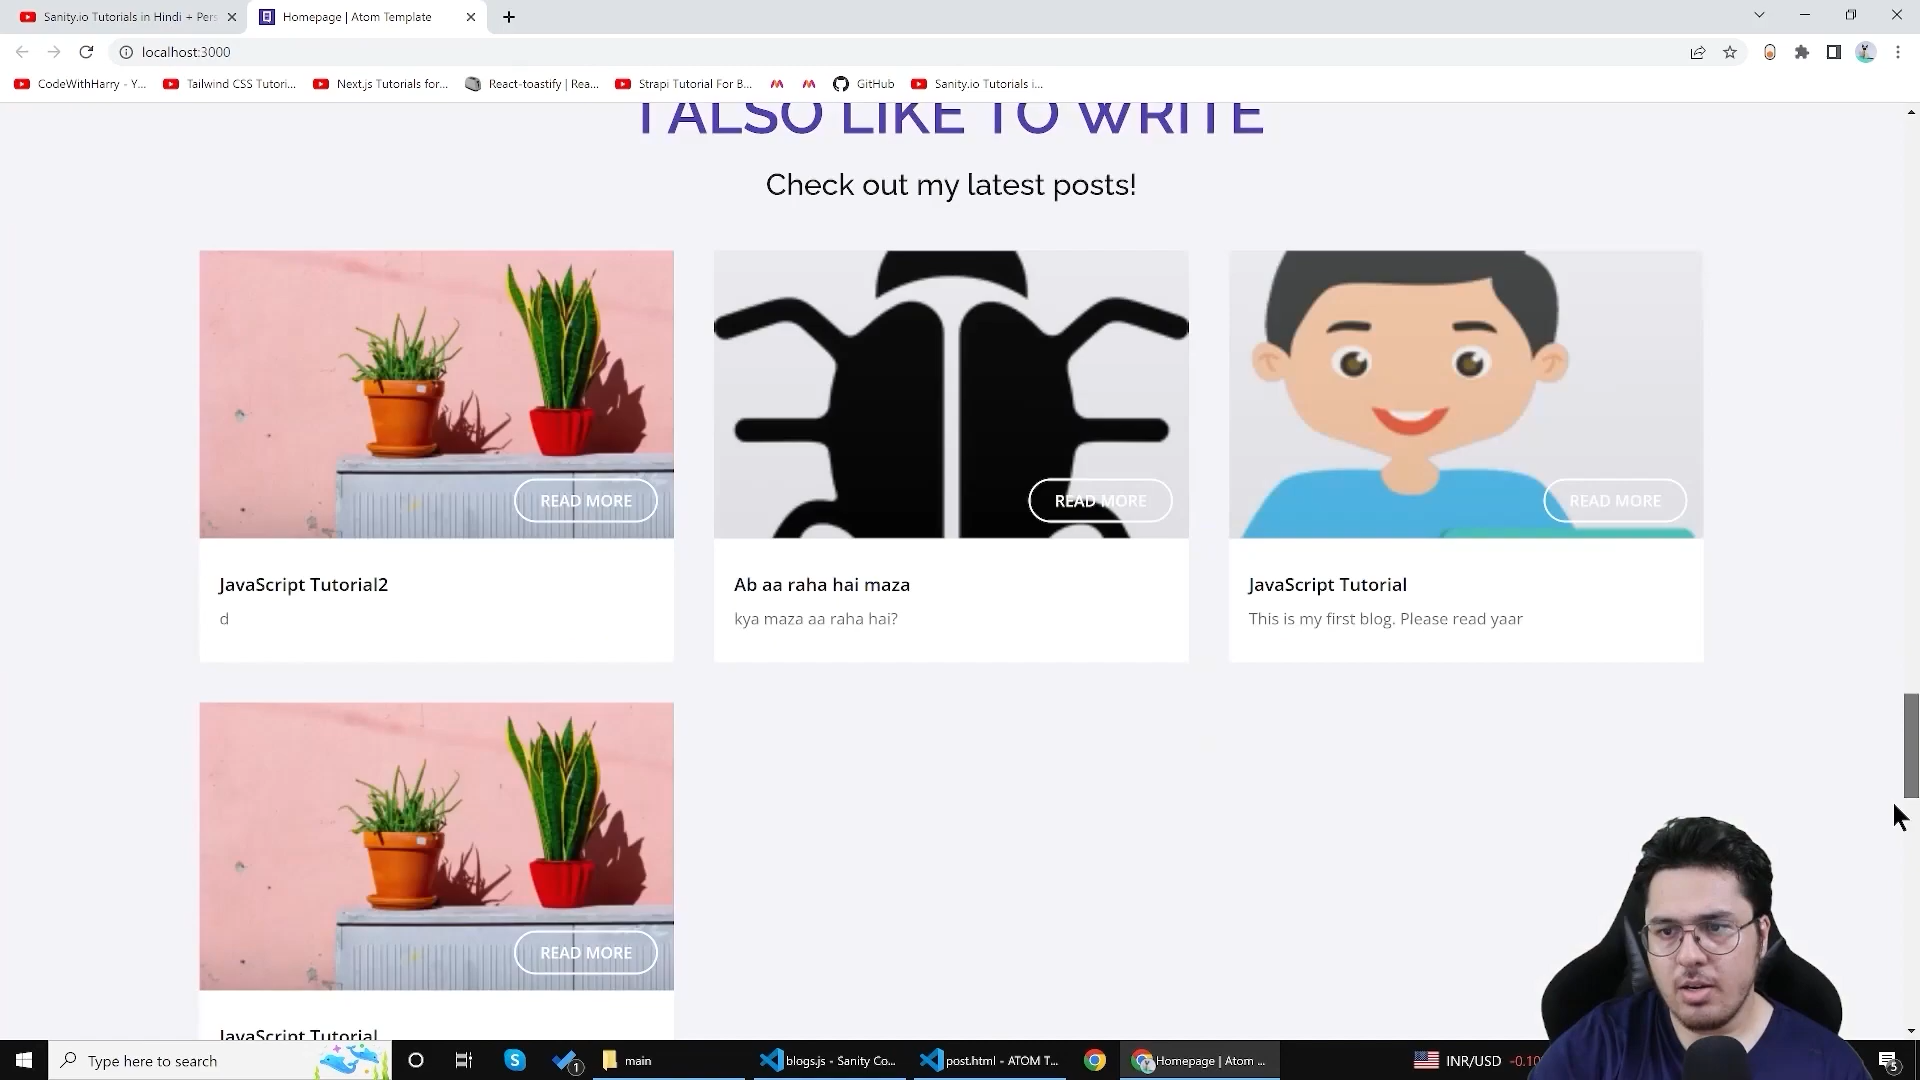 Sanity.io Tutorials in Hindi + Pers
Homepage | Atom Template
localhost:3000
CodeWithHarry - Y...
Tailwind CSS Tutori...
Next.js Tutorials for...
React-toastify | Rea...
Strapi Tutorial For B...
GitHub
Sanity.io Tutorials i...
I ALSO LIKE TO WRITE
Check out my latest posts!
READ MORE
READ MORE
READ MORE
JavaScript Tutorial2
Ab aa raha hai maza
JavaScript Tutorial
d
kya maza aa raha hai?
This is my first blog. Please read yaar
READ MORE
JavaScript Tutorial
Type here to search
1
main
blogs.js - Sanity Co...
post.html - ATOM T...
Homepage | Atom ...
INR/USD
-0.10
5